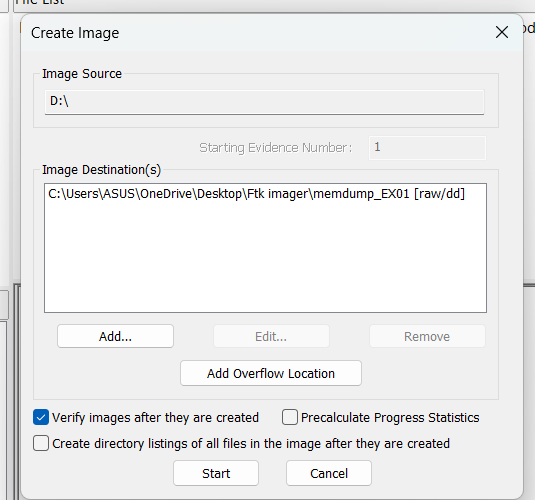 File List
Create Image
Image Source
D:\
Starting Evidence Number: 1
Image Destination(s)
C:\Users\ASUS\OneDrive\Desktop\Ftk imager\memdump_EX01 [raw/dd]
Add... Edit... Remove
Add Overflow Location
Verify images after they are created Precalculate Progress Statistics
Create directory listings of all files in the image after they are created
Start Cancel